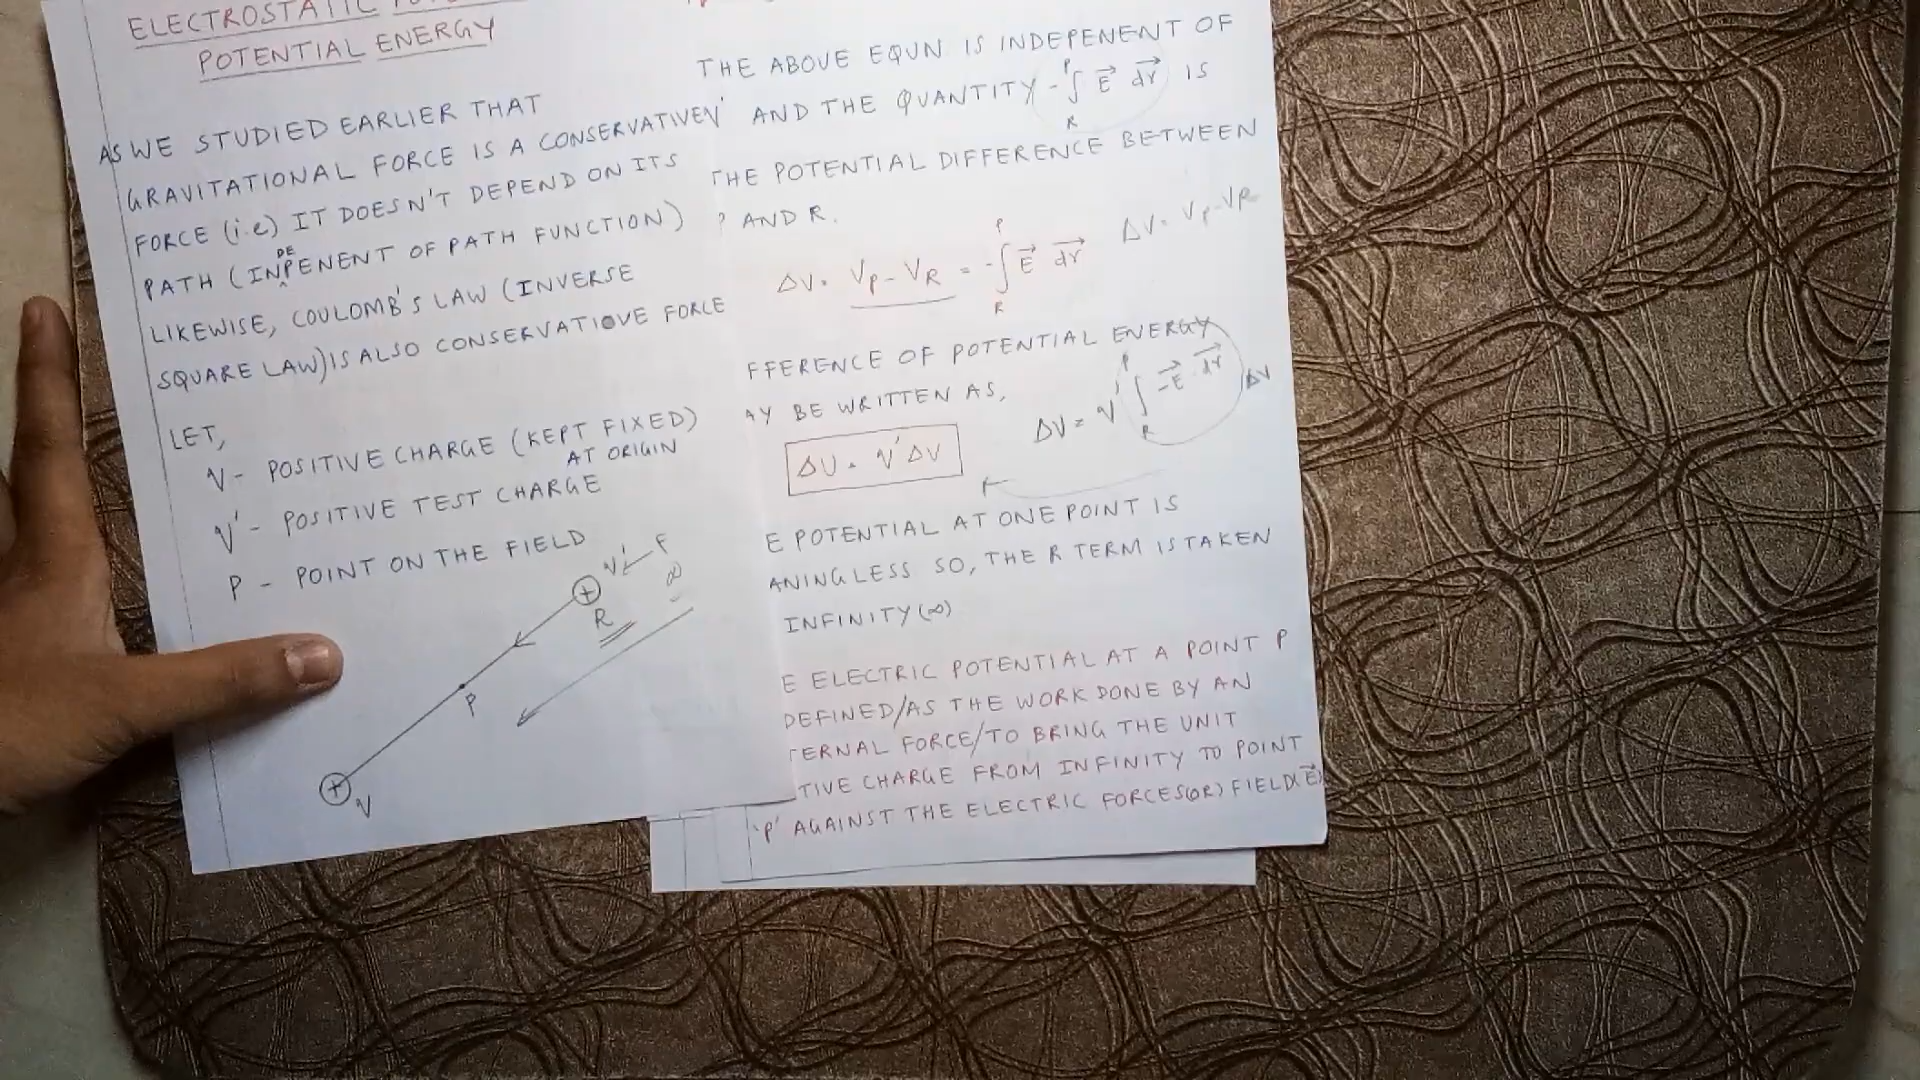 ELECTROSTATIC
POTENTIAL ENERGY
AS WE STUDIED EARLIER THAT
GRAVITATIONAL FORCE IS A CONSERVATIVE
FORCE (i.e) IT DOESN'T DEPEND ON ITS
PATH (INDEPENENT OF PATH FUNCTION)
LIKEWISE, COULOMB'S LAW (INVERSE
SQUARE LAW) IS ALSO CONSERVATIOVE FORCE
LET,
q - POSITIVE CHARGE (KEPT FIXED)
AT ORIGIN
q' - POSITIVE TEST CHARGE
P - POINT ON THE FIELD
q' F
R ∞
P
q
THE ABOVE EQUN IS INDEPENENT OF
q' AND THE QUANTITY -∫ᴿᴾ E⃗ dr⃗ IS
THE POTENTIAL DIFFERENCE BETWEEN
P AND R.
ΔV = VP - VR
ΔV = VP - VR = -∫ᴿᴾ E⃗ dr⃗
FFERENCE OF POTENTIAL ENERGY
AY BE WRITTEN AS,
ΔU = q' ∫ᴿᴾ -E⃗ dr⃗ ΔV
ΔU = q'ΔV
E POTENTIAL AT ONE POINT IS
ANINGLESS SO, THE R TERM IS TAKEN
INFINITY (∞)
E ELECTRIC POTENTIAL AT A POINT P
DEFINED/AS THE WORK DONE BY AN
TERNAL FORCE/TO BRING THE UNIT
TIVE CHARGE FROM INFINITY TO POINT
'P' AGAINST THE ELECTRIC FORCES(OR) FIELD(E⃗)